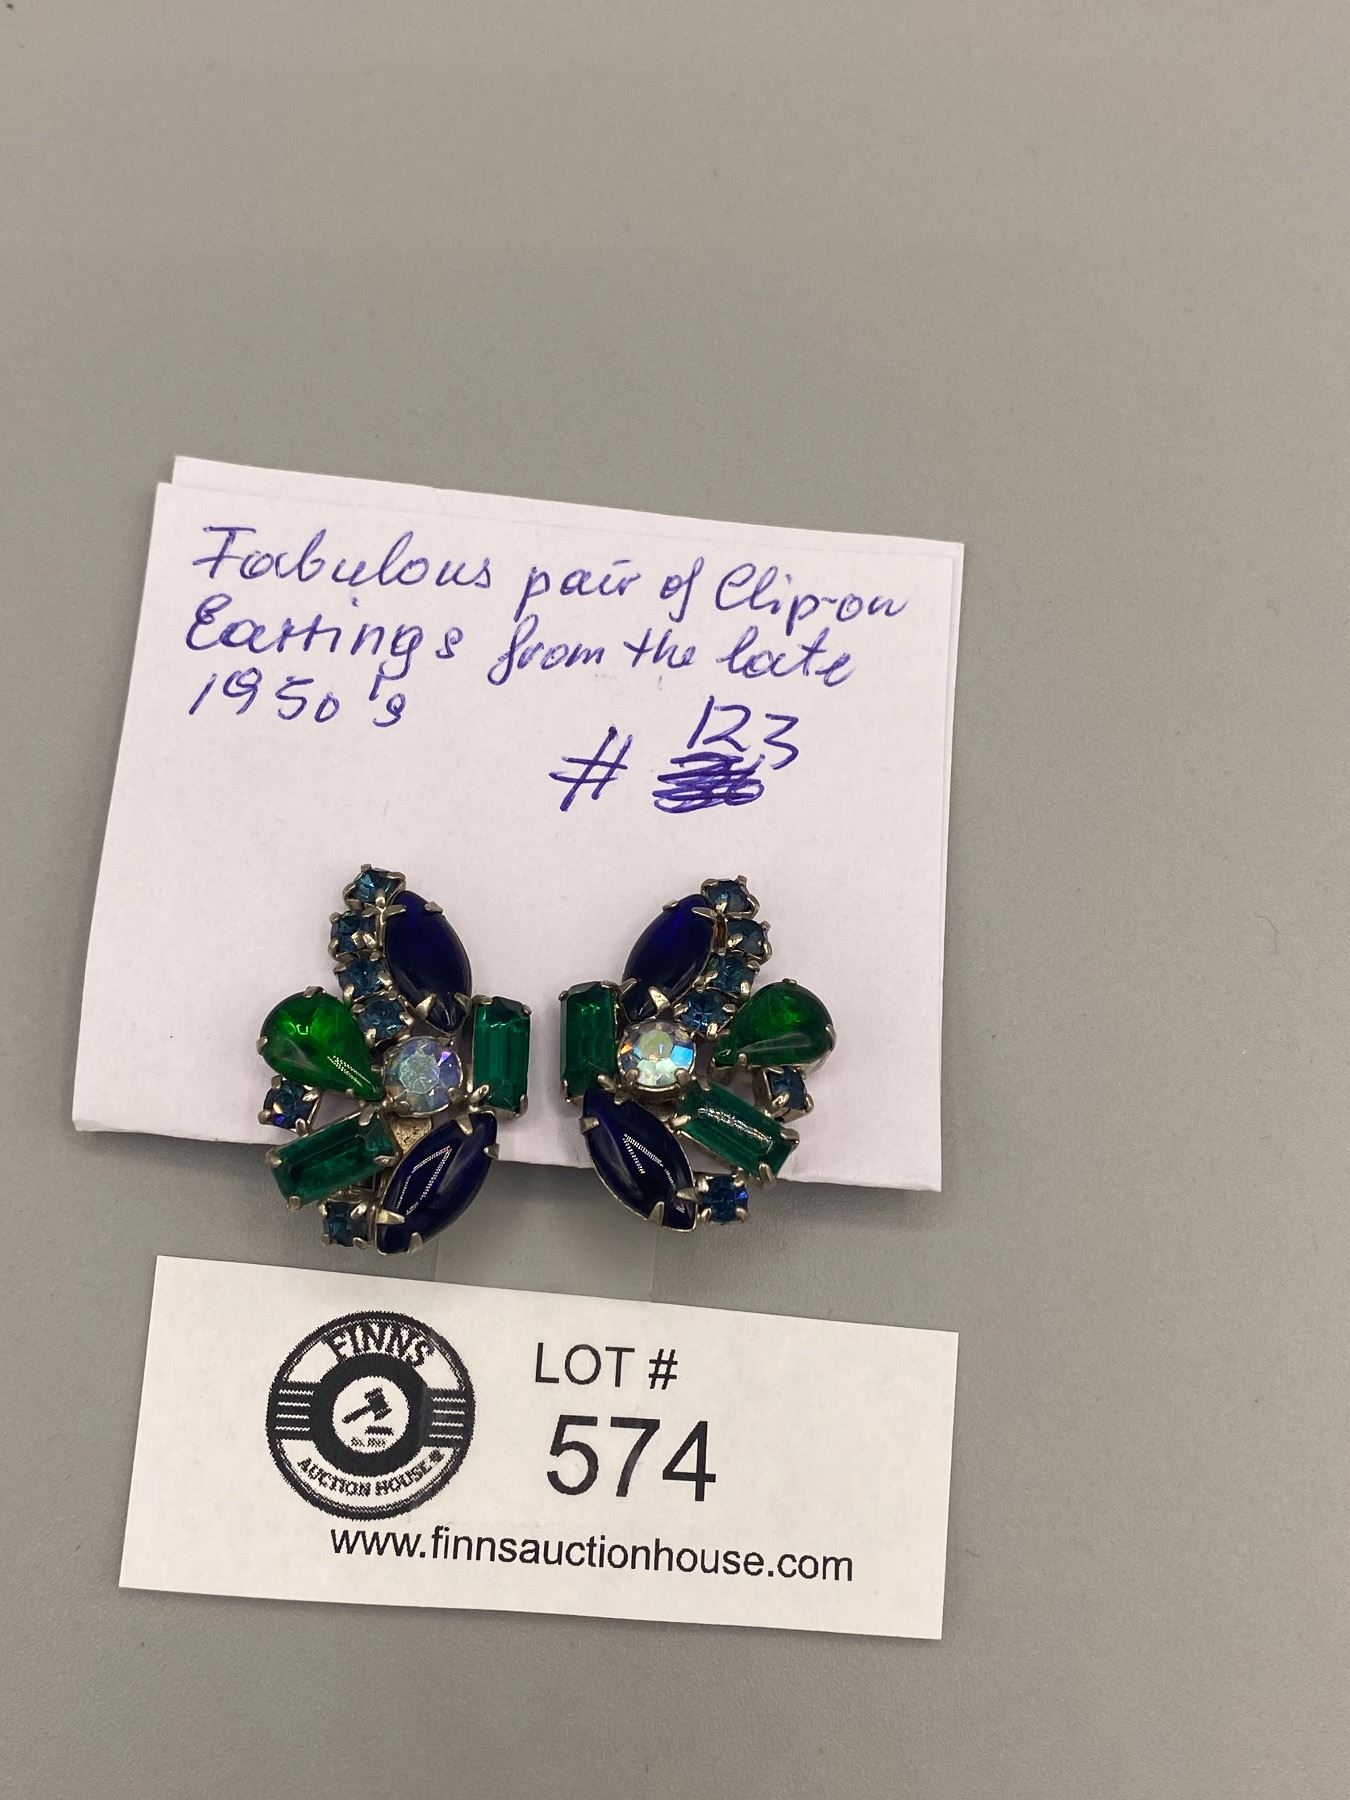 Fabulous pair of Clip-on
Earrings from the late
1950's
# 123
FINNS
AUCTION HOUSE
LOT #
574
www.finnsauctionhouse.com